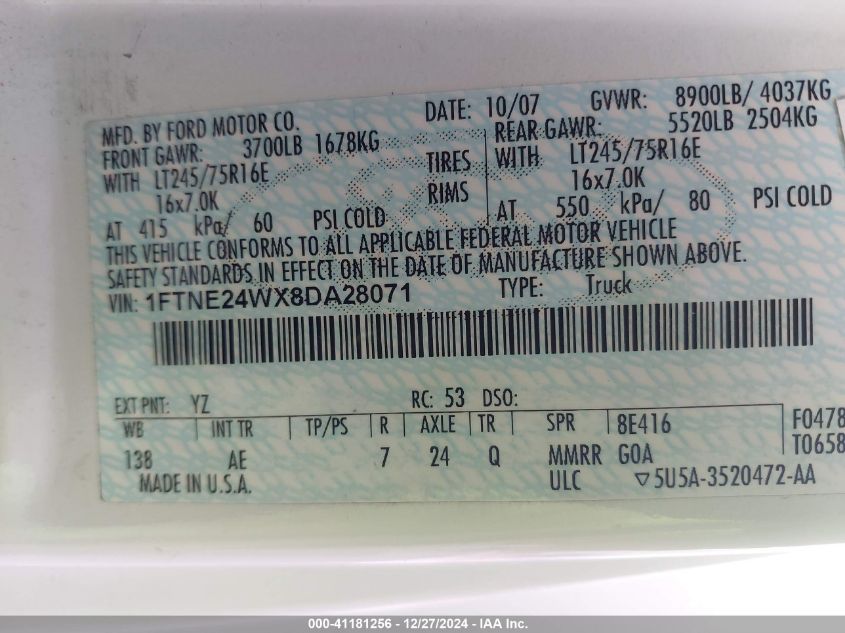 MFD. BY FORD MOTOR CO. DATE: 10/07 GVWR: 8900LB/ 4037KG
FRONT GAWR: 3700LB 1678KG REAR GAWR: 5520LB 2504KG
WITH LT245/75R16E TIRES WITH LT245/75R16E
16x7.0K RIMS 16x7.0K
AT 415 kPa/ 60 PSI COLD AT 550 kPa/ 80 PSI COLD
THIS VEHICLE CONFORMS TO ALL APPLICABLE FEDERAL MOTOR VEHICLE
SAFETY STANDARDS IN EFFECT ON THE DATE OF MANUFACTURE SHOWN ABOVE.
VIN: 1FTNE24WX8DA28071 TYPE: Truck
EXT PNT: YZ RC: 53 DSO:
WB INT TR TP/PS R AXLE TR SPR 8E416 F0478
138 AE 7 24 Q MMRR GOA T0658
MADE IN U.S.A. ULC ▽5U5A-3520472-AA
000-41181256 - 12/27/2024 - IAA Inc.